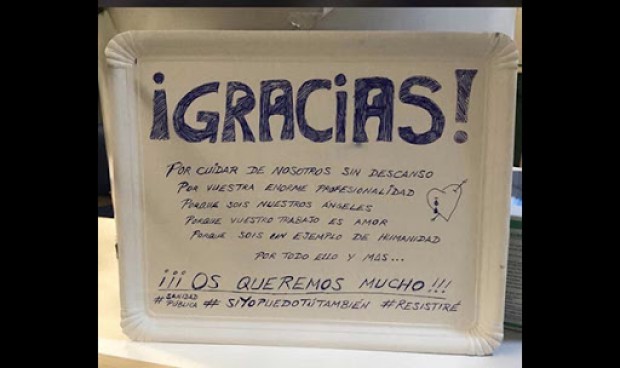 ¡GRACIAS!
POR CUIDAR DE NOSOTROS SIN DESCANSO
POR VUESTRA ENORME PROFESIONALIDAD
PORQUE SOIS NUESTROS ÁNGELES
PORQUE VUESTRO TRABAJO ES AMOR
PORQUE SOIS UN EJEMPLO DE HUMANIDAD
POR TODO ELLO Y MAS...
¡¡¡OS QUEREMOS MUCHO!!!
#SANIDAD PÚBLICA #SIYOPUEDOTÚTAMBIÉN #RESISTIRÉ